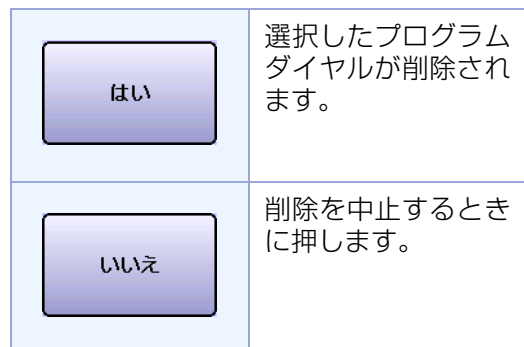 はい
選択したプログラム
ダイヤルが削除され
ます。
いいえ
削除を中止するとき
に押します。